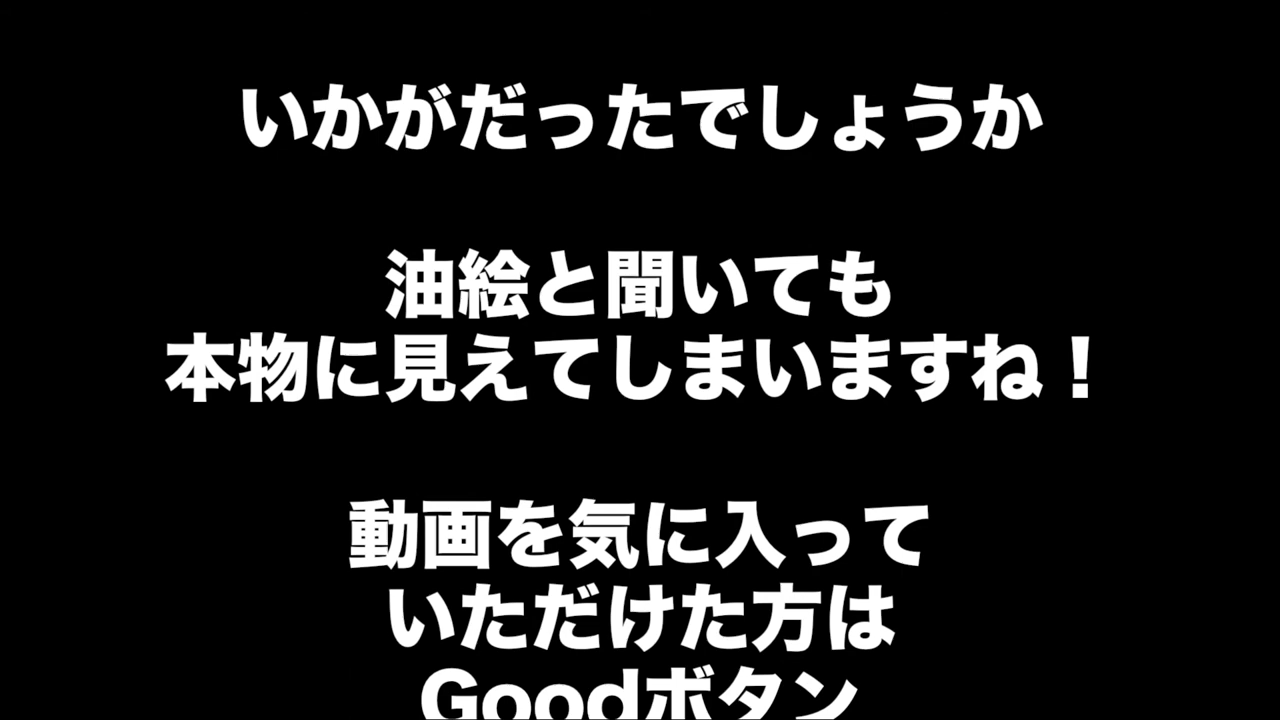 いかがだったでしょうか
油絵と聞いても
本物に見えてしまいますね！
動画を気に入って
いただけた方は
Goodボタン